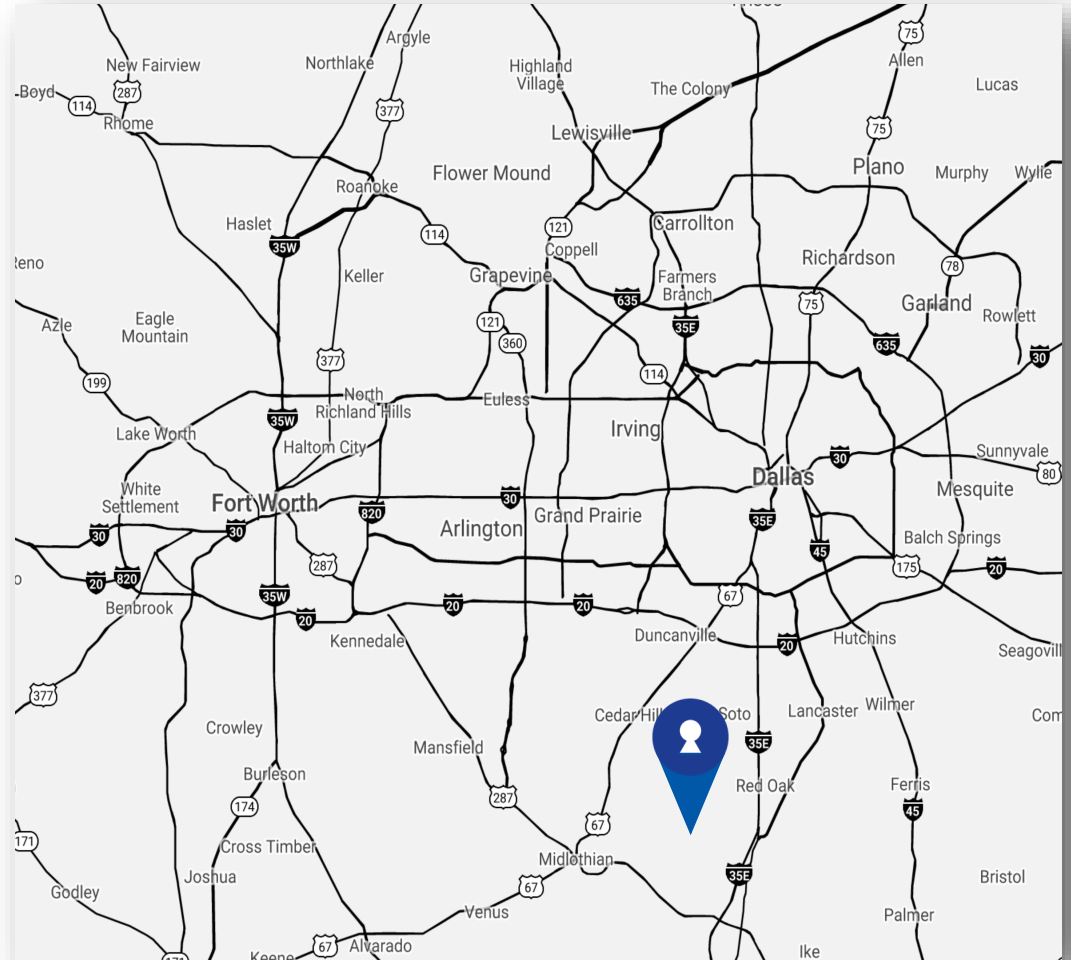 Argyle
75
New Fairview
Northlake
Highland
Village
Allen
Boyd
114
287
377
The Colony
Lucas
Rhome
Lewisville
75
Roanoke
Flower Mound
Plano
Murphy
Wylie
Haslet
35W
114
121
Carrollton
Coppell
Richardson
78
Keller
Grapevine
635
Farmers
Branch
75
Garland
Rowlett
Azle
Eagle
Mountain
121
360
35E
635
30
377
199
114
North
Richland Hills
Euless
35W
Lake Worth
Haltom City
Irving
30
Sunnyvale
80
White
Settlement
Fort Worth
30
Dallas
Mesquite
820
Arlington
Grand Prairie
35E
30
30
45
Balch Springs
287
175
20
20
820
35W
67
Benbrook
20
20
20
Kennedale
Duncanville
20
Hutchins
Seagovill
377
Cedar Hill
Soto
Lancaster
Wilmer
Com
Crowley
Mansfield
35E
Burleson
Red Oak
Ferris
174
287
45
171
67
Cross Timber
Midlothian
Joshua
35E
Godley
67
Bristol
Venus
Palmer
67
Alvarado
Keene
Ike
171